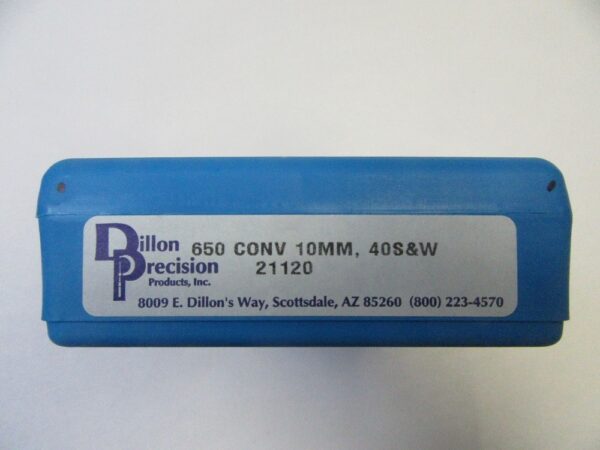 Dillon 650 CONV 10MM, 40S&W
Precision 21120
Products, Inc.
8009 E. Dillon's Way, Scottsdale, AZ 85260 (800) 223-4570